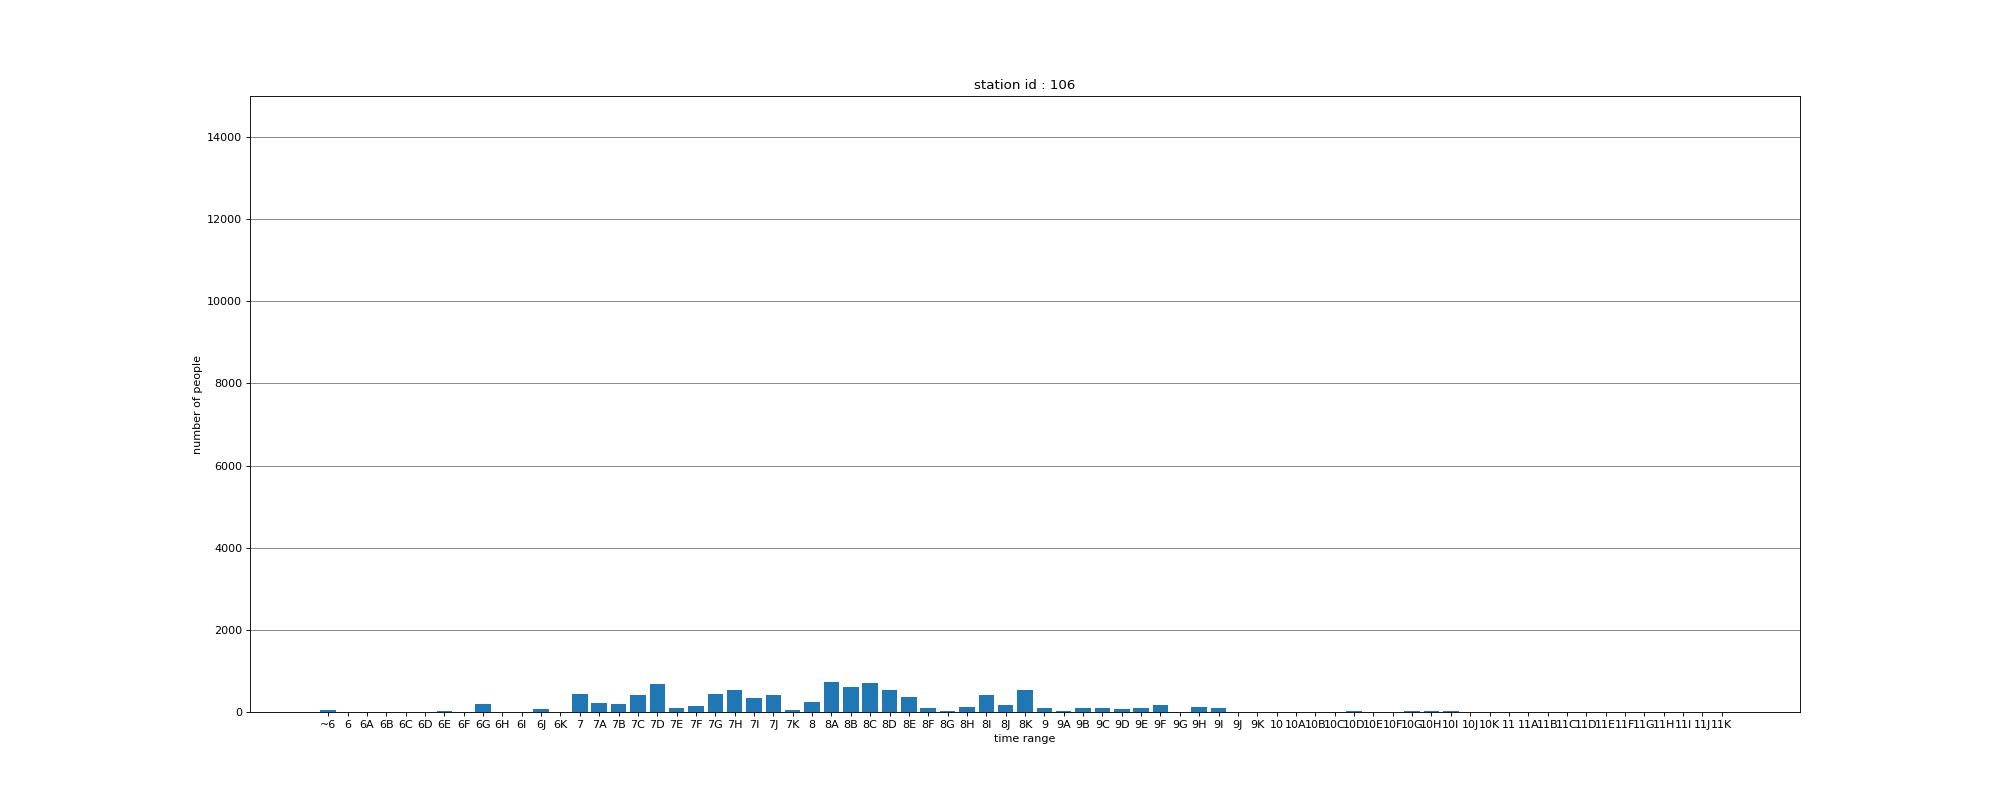 station id : 106
14000
12000
10000
8000
6000
4000
2000
0
number of people
~6 6 6A 6B 6C 6D 6E 6F 6G 6H 6I 6J 6K 7 7A 7B 7C 7D 7E 7F 7G 7H 7I 7J 7K 8 8A 8B 8C 8D 8E 8F 8G 8H 8I 8J 8K 9 9A 9B 9C 9D 9E 9F 9G 9H 9I 9J 9K 10 10A 10B 10C 10D 10E 10F 10G 10H 10I 10J 10K 11 11A 11B 11C 11D 11E 11F 11G 11H 11I 11J 11K
time range